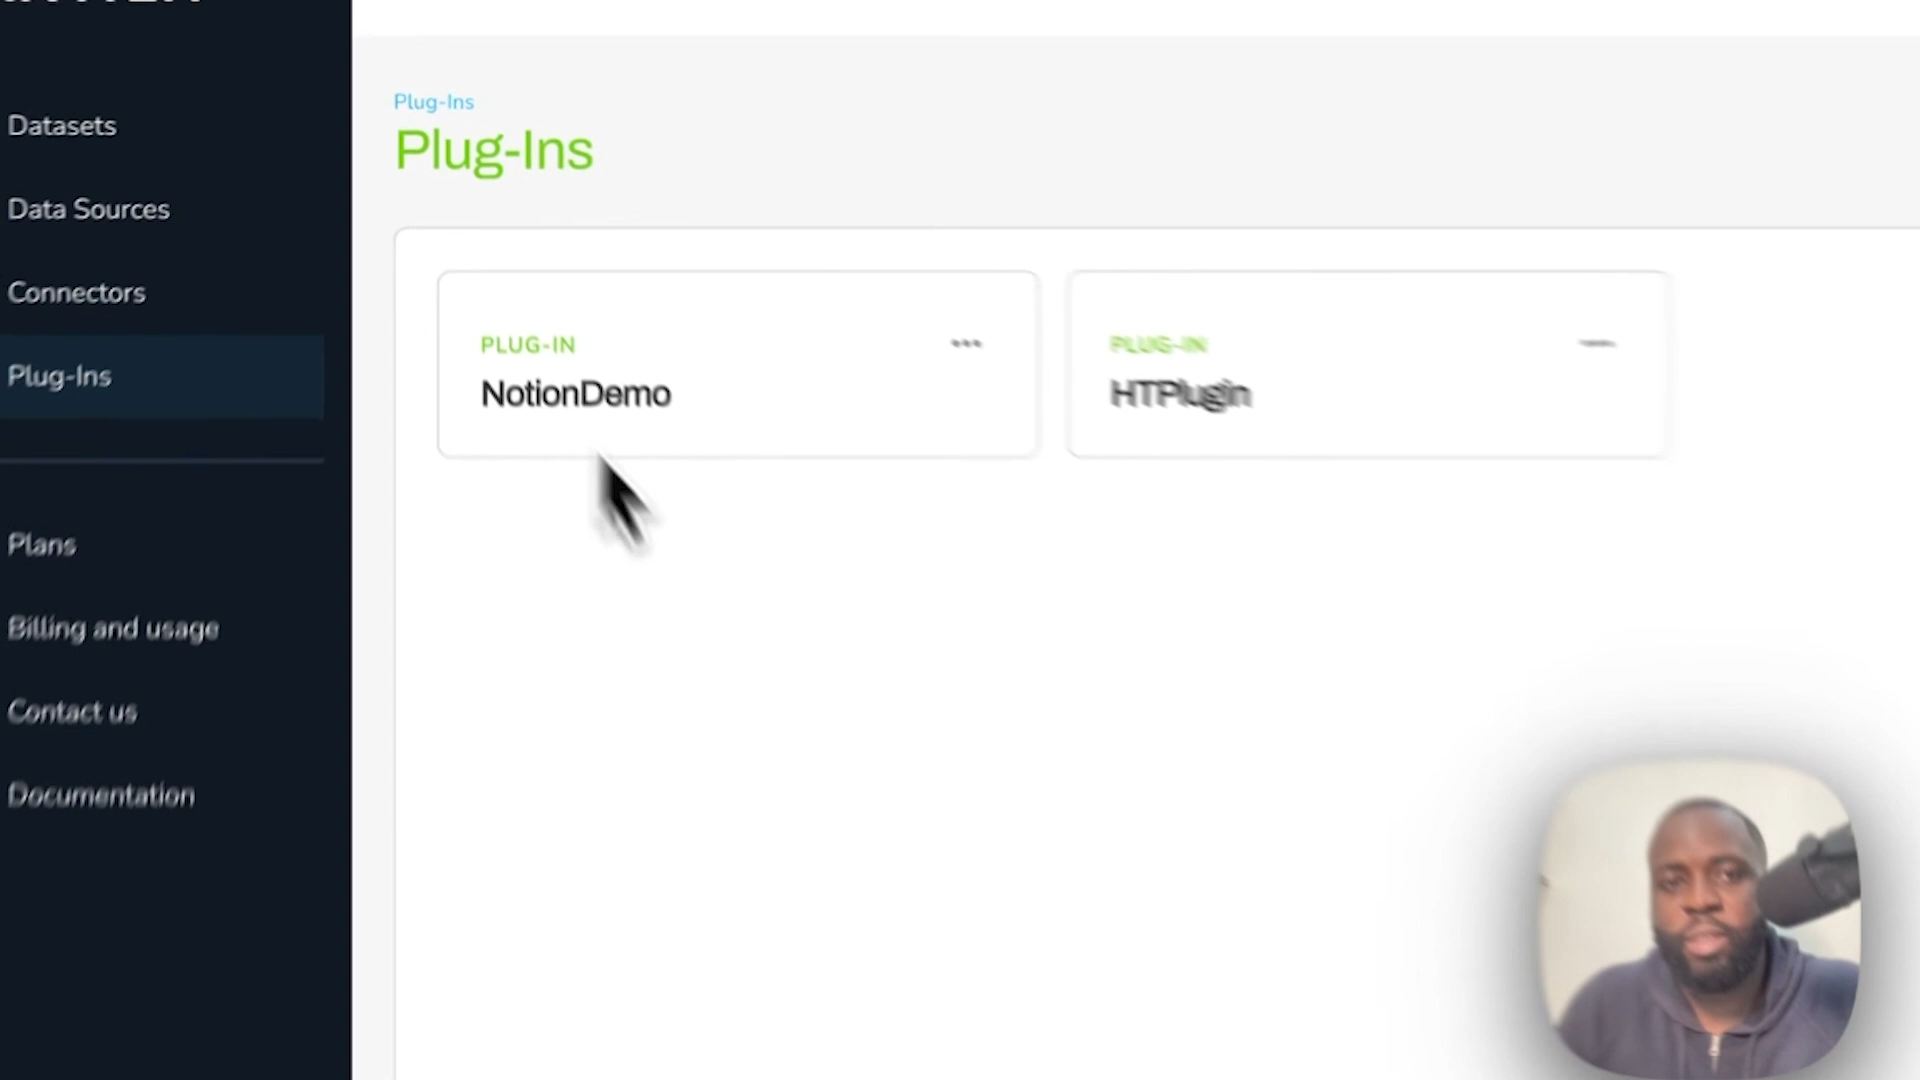 Datasets
Data Sources
Connectors
Plug-Ins
Plans
Billing and usage
Contact us
Documentation
Plug-Ins
Plug-Ins
PLUG-IN
NotionDemo
PLUG-IN
HTPlugin